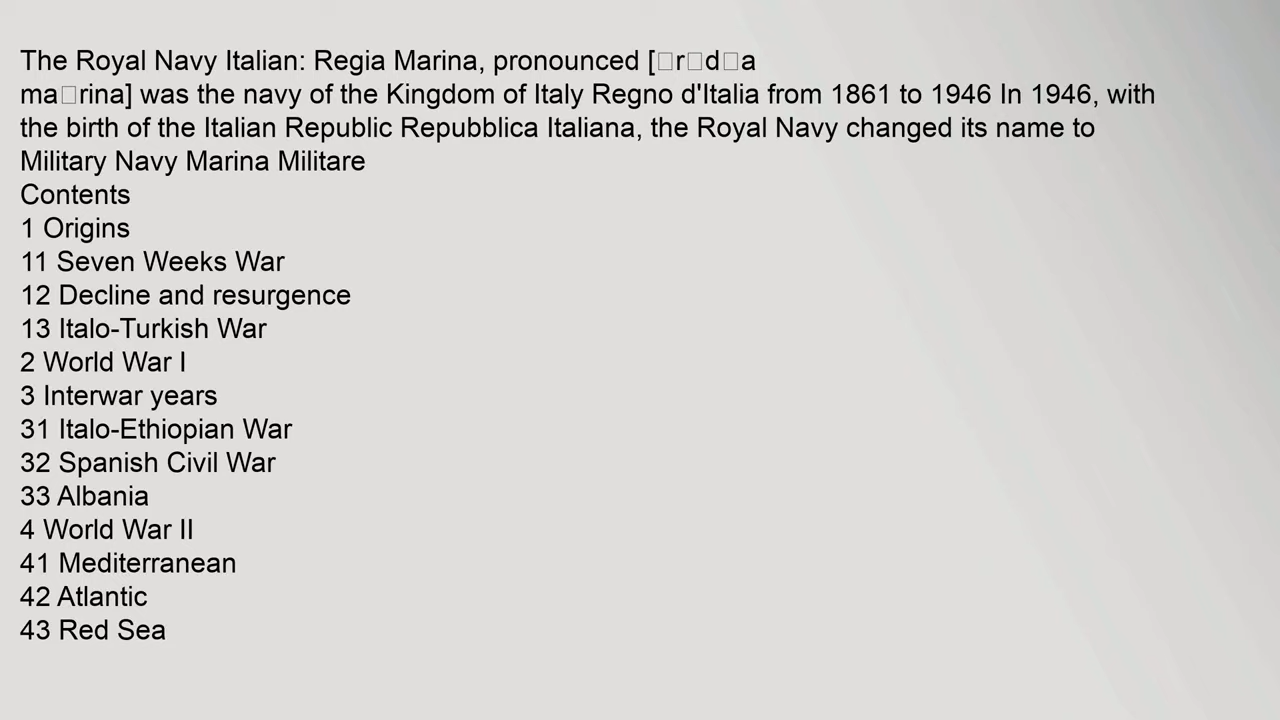 The Royal Navy Italian: Regia Marina, pronounced [□r□d□a
ma□rina] was the navy of the Kingdom of Italy Regno d'Italia from 1861 to 1946 In 1946, with
the birth of the Italian Republic Repubblica Italiana, the Royal Navy changed its name to
Military Navy Marina Militare
Contents
1 Origins
11 Seven Weeks War
12 Decline and resurgence
13 Italo-Turkish War
2 World War I
3 Interwar years
31 Italo-Ethiopian War
32 Spanish Civil War
33 Albania
4 World War II
41 Mediterranean
42 Atlantic
43 Red Sea